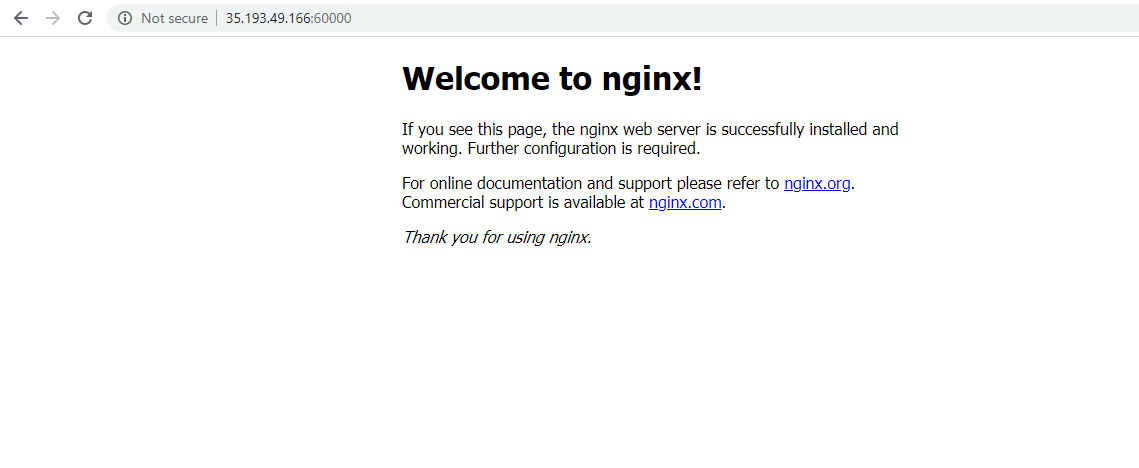 Not secure 35.193.49.166:60000
Welcome to nginx!
If you see this page, the nginx web server is successfully installed and
working. Further configuration is required.
For online documentation and support please refer to nginx.org.
Commercial support is available at nginx.com.
Thank you for using nginx.